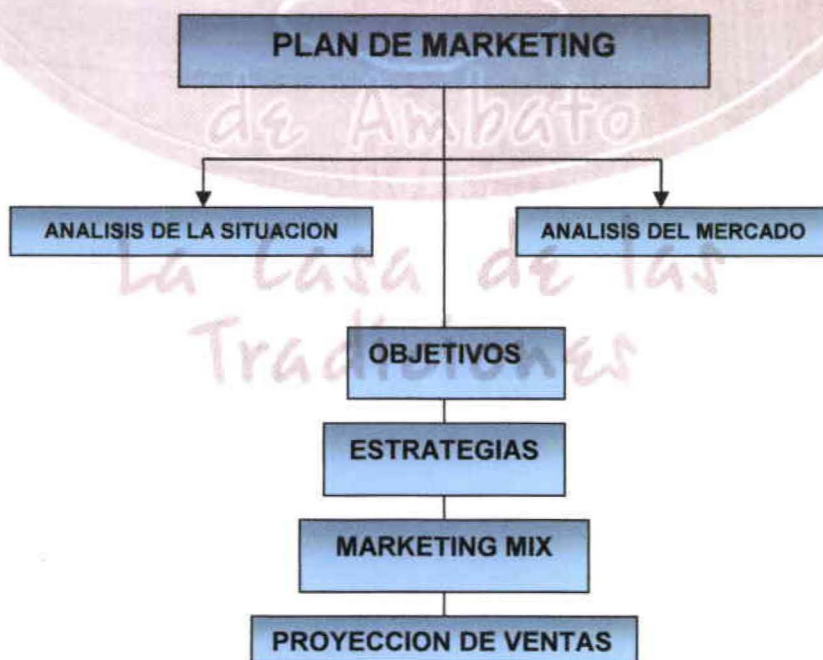 PLAN DE MARKETING
de Ambato
ANALISIS DE LA SITUACION
ANALISIS DEL MERCADO
La Casa de las
Tradiciones
OBJETIVOS
ESTRATEGIAS
MARKETING MIX
PROYECCION DE VENTAS